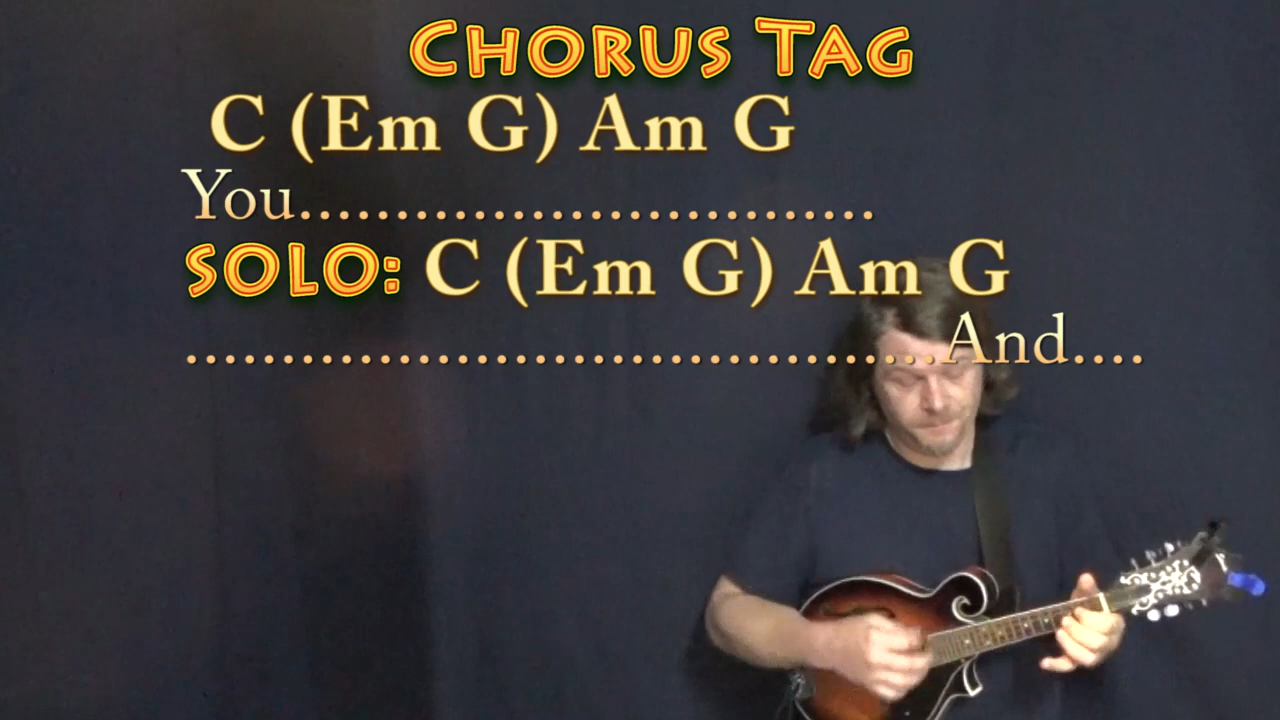 CHORUS TAG
C (Em G) Am G
You..............................
SOLO: C (Em G) Am G
.......................................And....